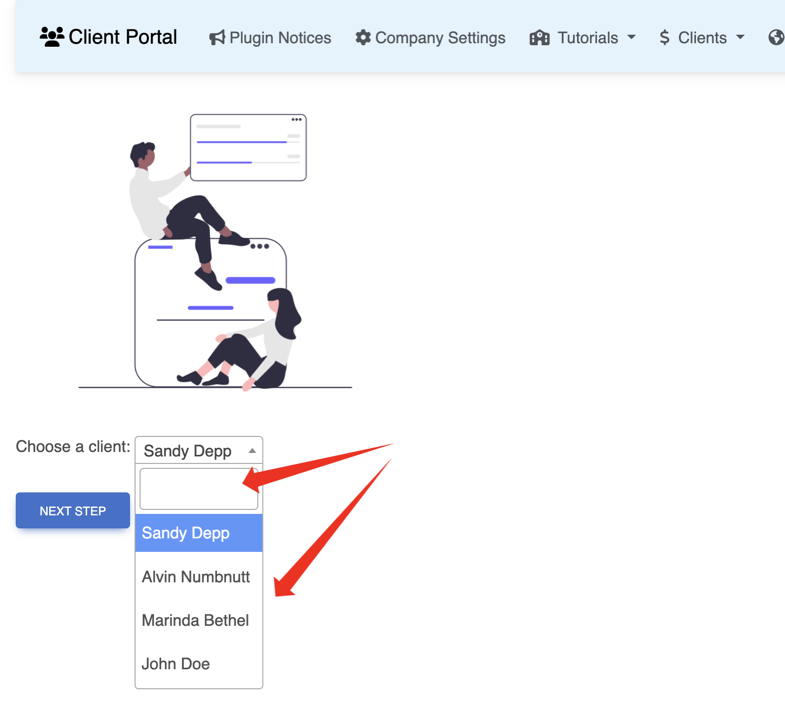 Client Portal Plugin Notices Company Settings Tutorials $ Clients
Choose a client: Sandy Depp
NEXT STEP
Sandy Depp
Alvin Numbnutt
Marinda Bethel
John Doe